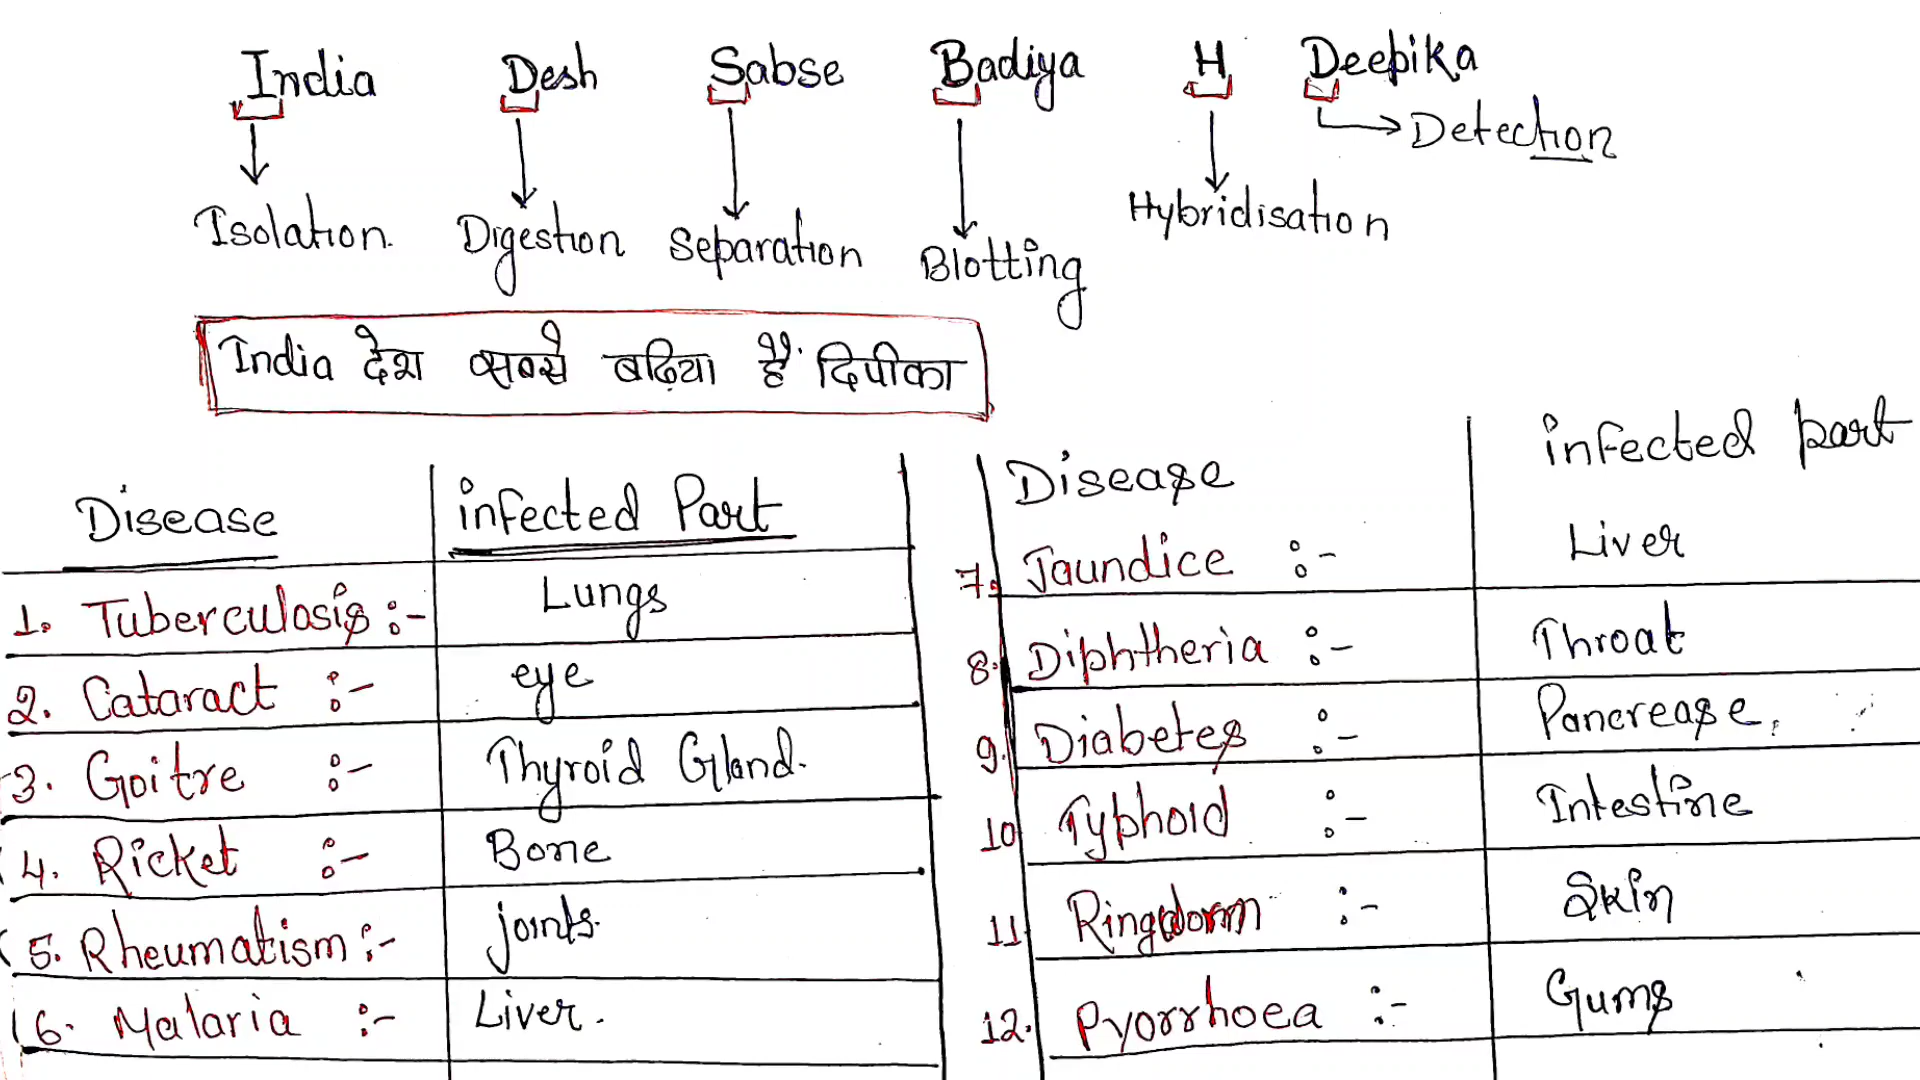 India Desh Sabse Badiya H Deepika
Detection
Isolation. Digestion Separation Blotting Hybridisation
India देश सबसे बढ़िया हैं दिपीका
Disease infected Part
1. Tuberculosis :- Lungs
2. Cataract :- eye
3. Goitre :- Thyroid Gland.
4. Ricket :- Bone
5. Rheumatism :- joints.
6. Malaria :- Liver.
Disease infected part
7. Jaundice :- Liver
8. Diphtheria :- Throat
9. Diabetes :- Pancrease.
10 Typhoid :- Intestine
11 Ringworm :- Skin
12. Pyorrhoea :- Gums